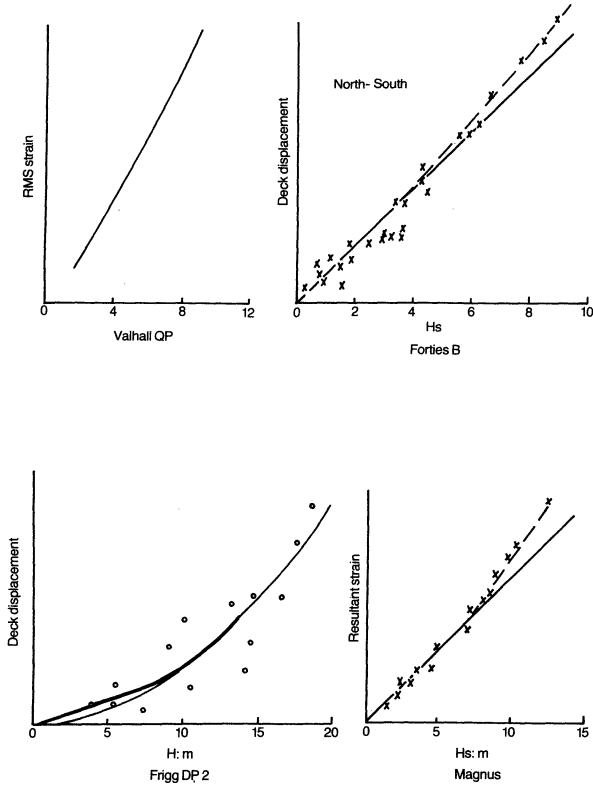 RMS strain
0 4 8 12
Valhall QP
North- South
Deck displacement
0 2 4 6 8 10
Hs
Forties B
Deck displacement
0 5 10 15 20
H: m
Frigg DP 2
Resultant strain
0 5 10 15
Hs: m
Magnus